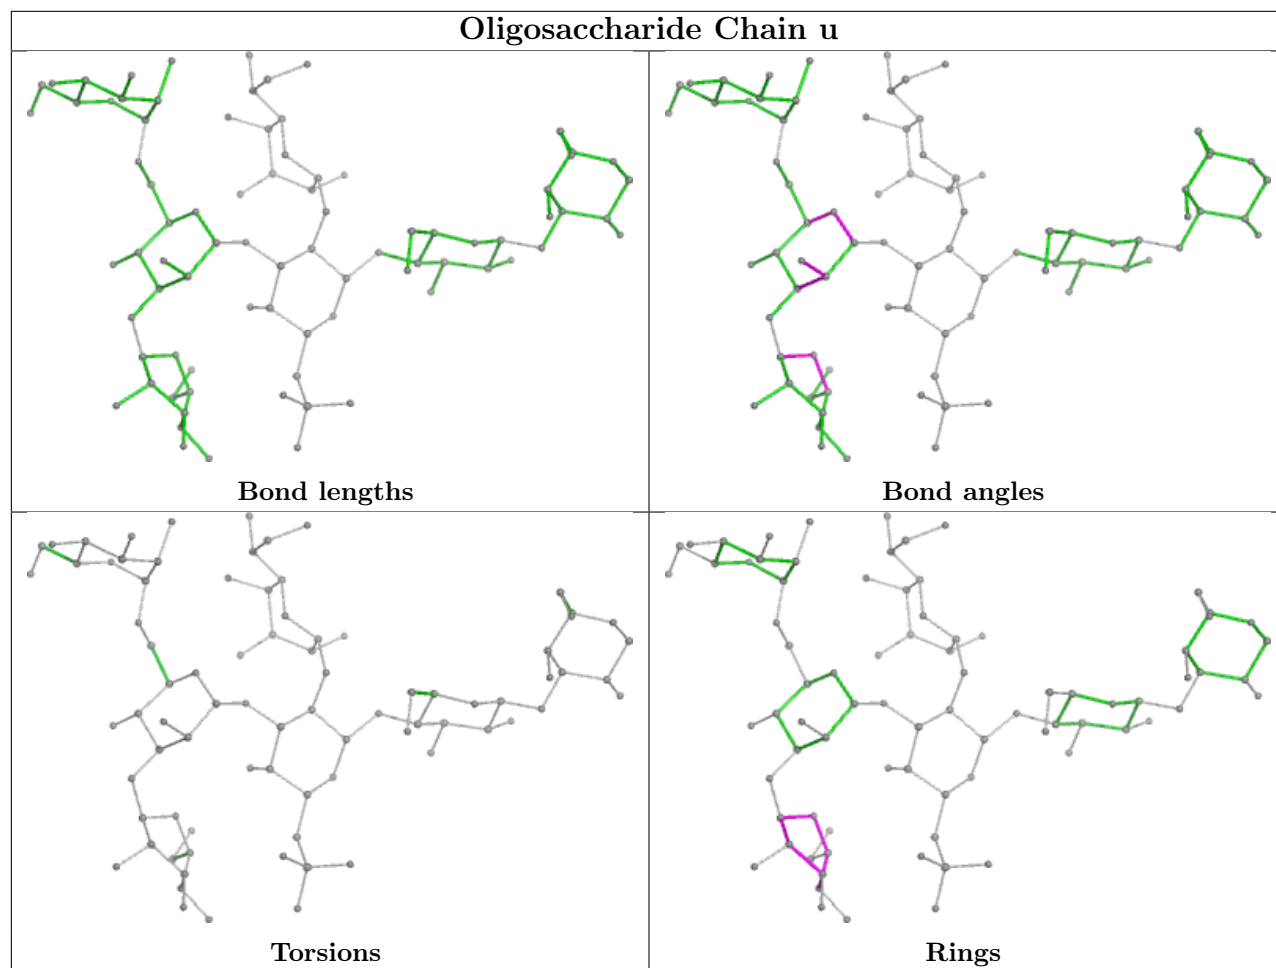 Oligosaccharide Chain u
Bond lengths
Bond angles
Torsions
Rings